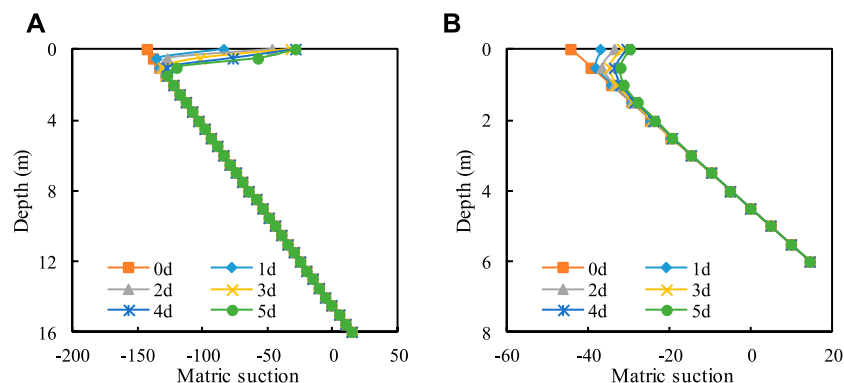 A
0
4
8
12
16
Depth (m)
-200 -150 -100 -50 0 50
Matric suction
0d 1d
2d 3d
4d 5d
B
0
2
4
6
8
Depth (m)
-60 -40 -20 0 20
Matric suction
0d 1d
2d 3d
4d 5d